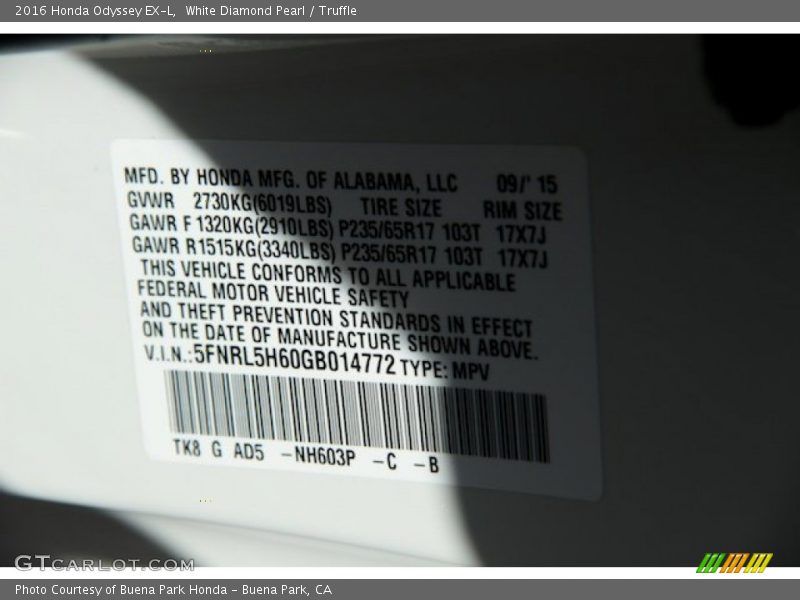 2016 Honda Odyssey EX-L, White Diamond Pearl / Truffle
MFD. BY HONDA MFG. OF ALABAMA, LLC 09/' 15
GVWR 2730KG(6019LBS) TIRE SIZE RIM SIZE
GAWR F 1320KG(2910LBS) P235/65R17 103T 17X7J
GAWR R1515KG(3340LBS) P235/65R17 103T 17X7J
THIS VEHICLE CONFORMS TO ALL APPLICABLE
FEDERAL MOTOR VEHICLE SAFETY
AND THEFT PREVENTION STANDARDS IN EFFECT
ON THE DATE OF MANUFACTURE SHOWN ABOVE.
V.I.N.:5FNRL5H60GB014772 TYPE: MPV
TK8 G AD5 -NH603P -C -B
GTCARLOT.COM
Photo Courtesy of Buena Park Honda - Buena Park, CA